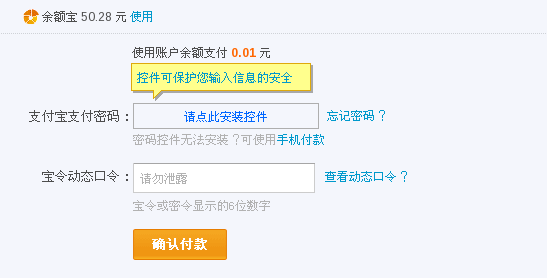 余额宝 50.28 元 使用
使用账户余额支付 0.01 元
控件可保护您输入信息的安全
支付宝支付密码： 请点此安装控件 忘记密码？
密码控件无法安装？可使用手机付款
宝令动态口令： 请勿泄露 查看动态口令？
宝令或密令显示的6位数字
确认付款